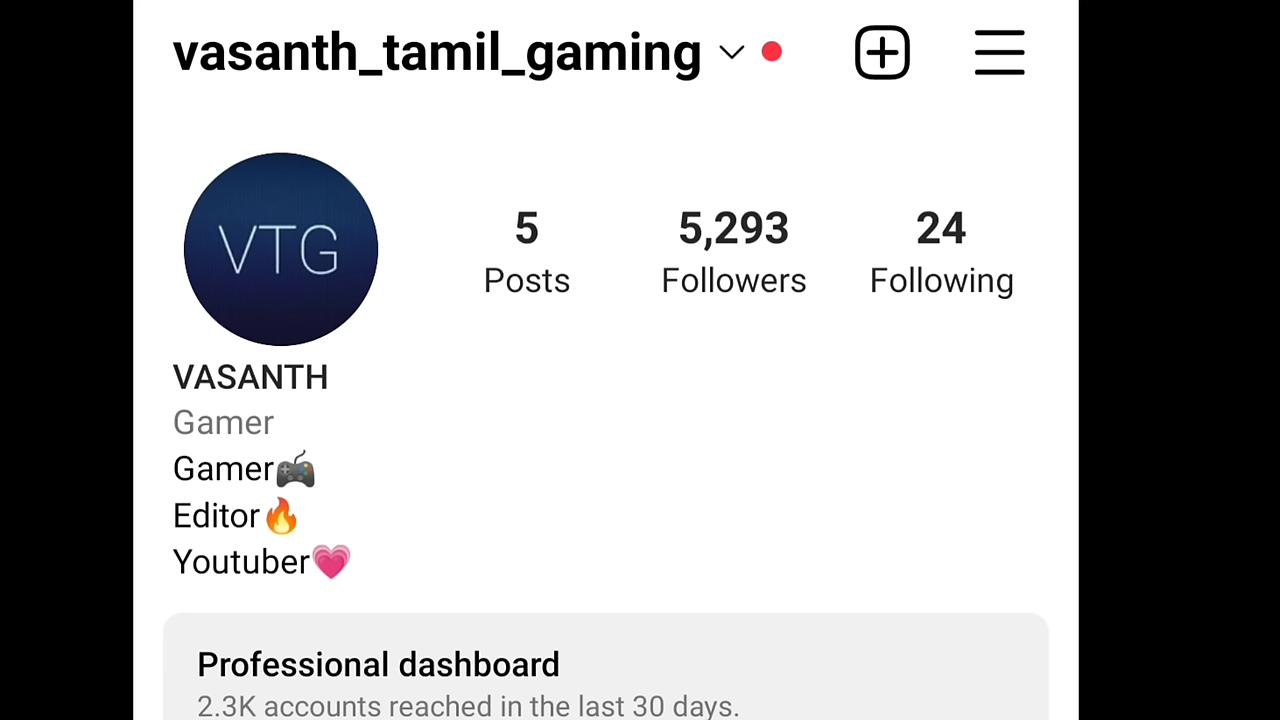 vasanth_tamil_gaming
VTG
5 5,293 24
Posts Followers Following
VASANTH
Gamer
Gamer🎮
Editor🔥
Youtuber💗
Professional dashboard
2.3K accounts reached in the last 30 days.